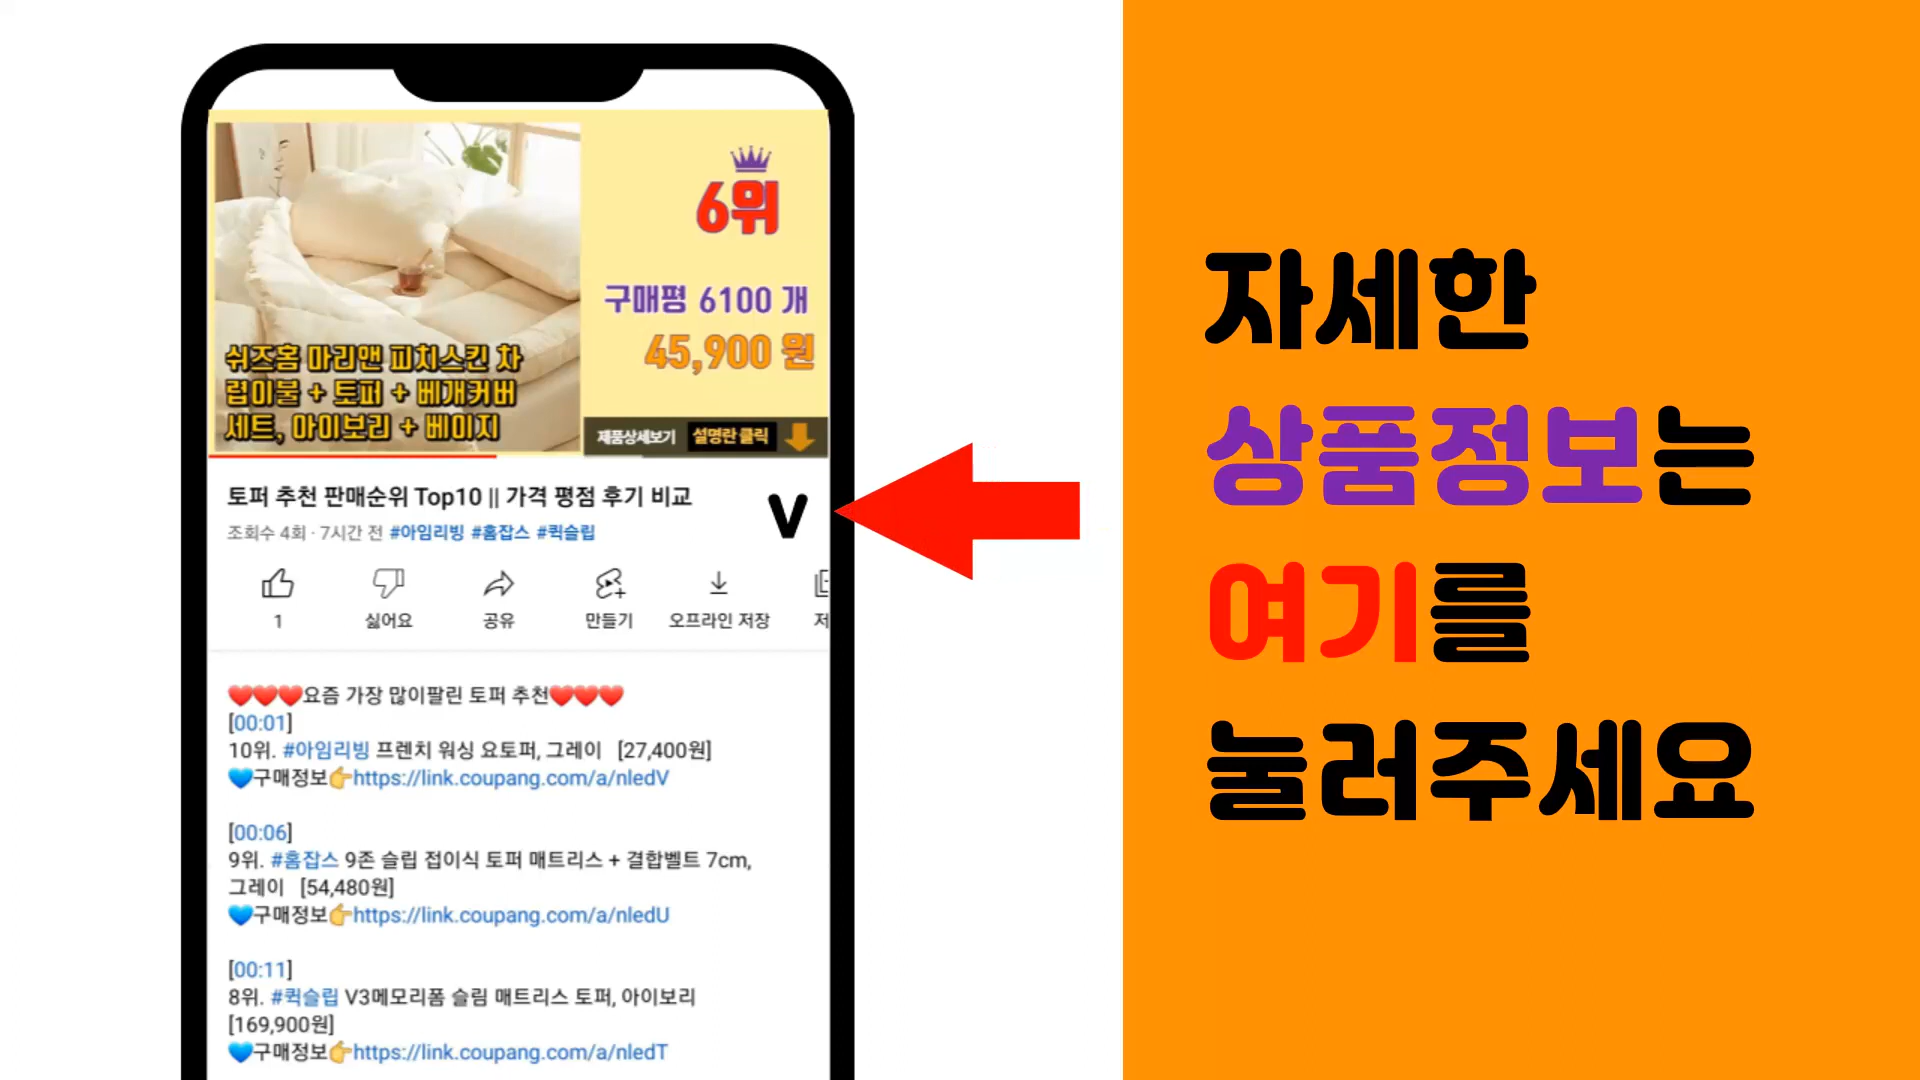 6위
구매평 6100 개
45,900 원
쉬즈홈 마리앤 피치스킨 차
렵이불 + 토퍼 + 베개커버
세트, 아이보리 + 베이지
제품상세보기 설명란 클릭
토퍼 추천 판매순위 Top10 || 가격 평점 후기 비교
V
조회수 4회 · 7시간 전 #아임리빙 #홈잡스 #퀵슬립
1 싫어요 공유 만들기 오프라인 저장 저
❤️❤️❤️요즘 가장 많이팔린 토퍼 추천❤️❤️❤️
[00:01]
10위. #아임리빙 프렌치 워싱 요토퍼, 그레이 [27,400원]
💙구매정보👉https://link.coupang.com/a/nledV
[00:06]
9위. #홈잡스 9존 슬립 접이식 토퍼 매트리스 + 결합벨트 7cm,
그레이 [54,480원]
💙구매정보👉https://link.coupang.com/a/nledU
[00:11]
8위. #퀵슬립 V3메모리폼 슬림 매트리스 토퍼, 아이보리
[169,900원]
💙구매정보👉https://link.coupang.com/a/nledT
자세한
상품정보는
여기를
눌러주세요